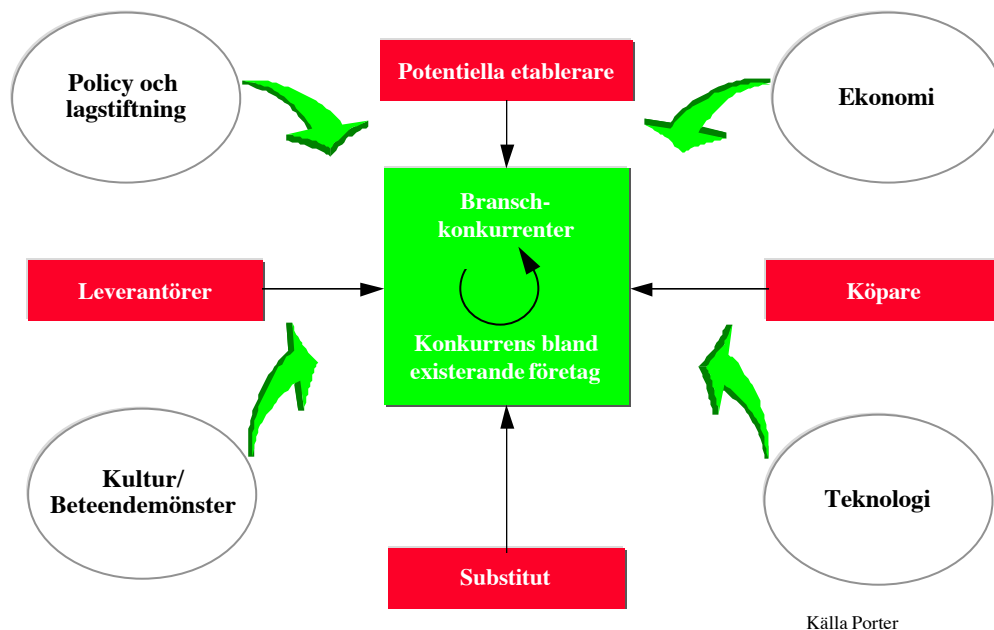 Policy och
lagstiftning
Potentiella etablerare
Ekonomi
Bransch-
konkurrenter
Leverantörer
Köpare
Konkurrens bland
existerande företag
Kultur/
Beteendemönster
Teknologi
Substitut
Källa Porter